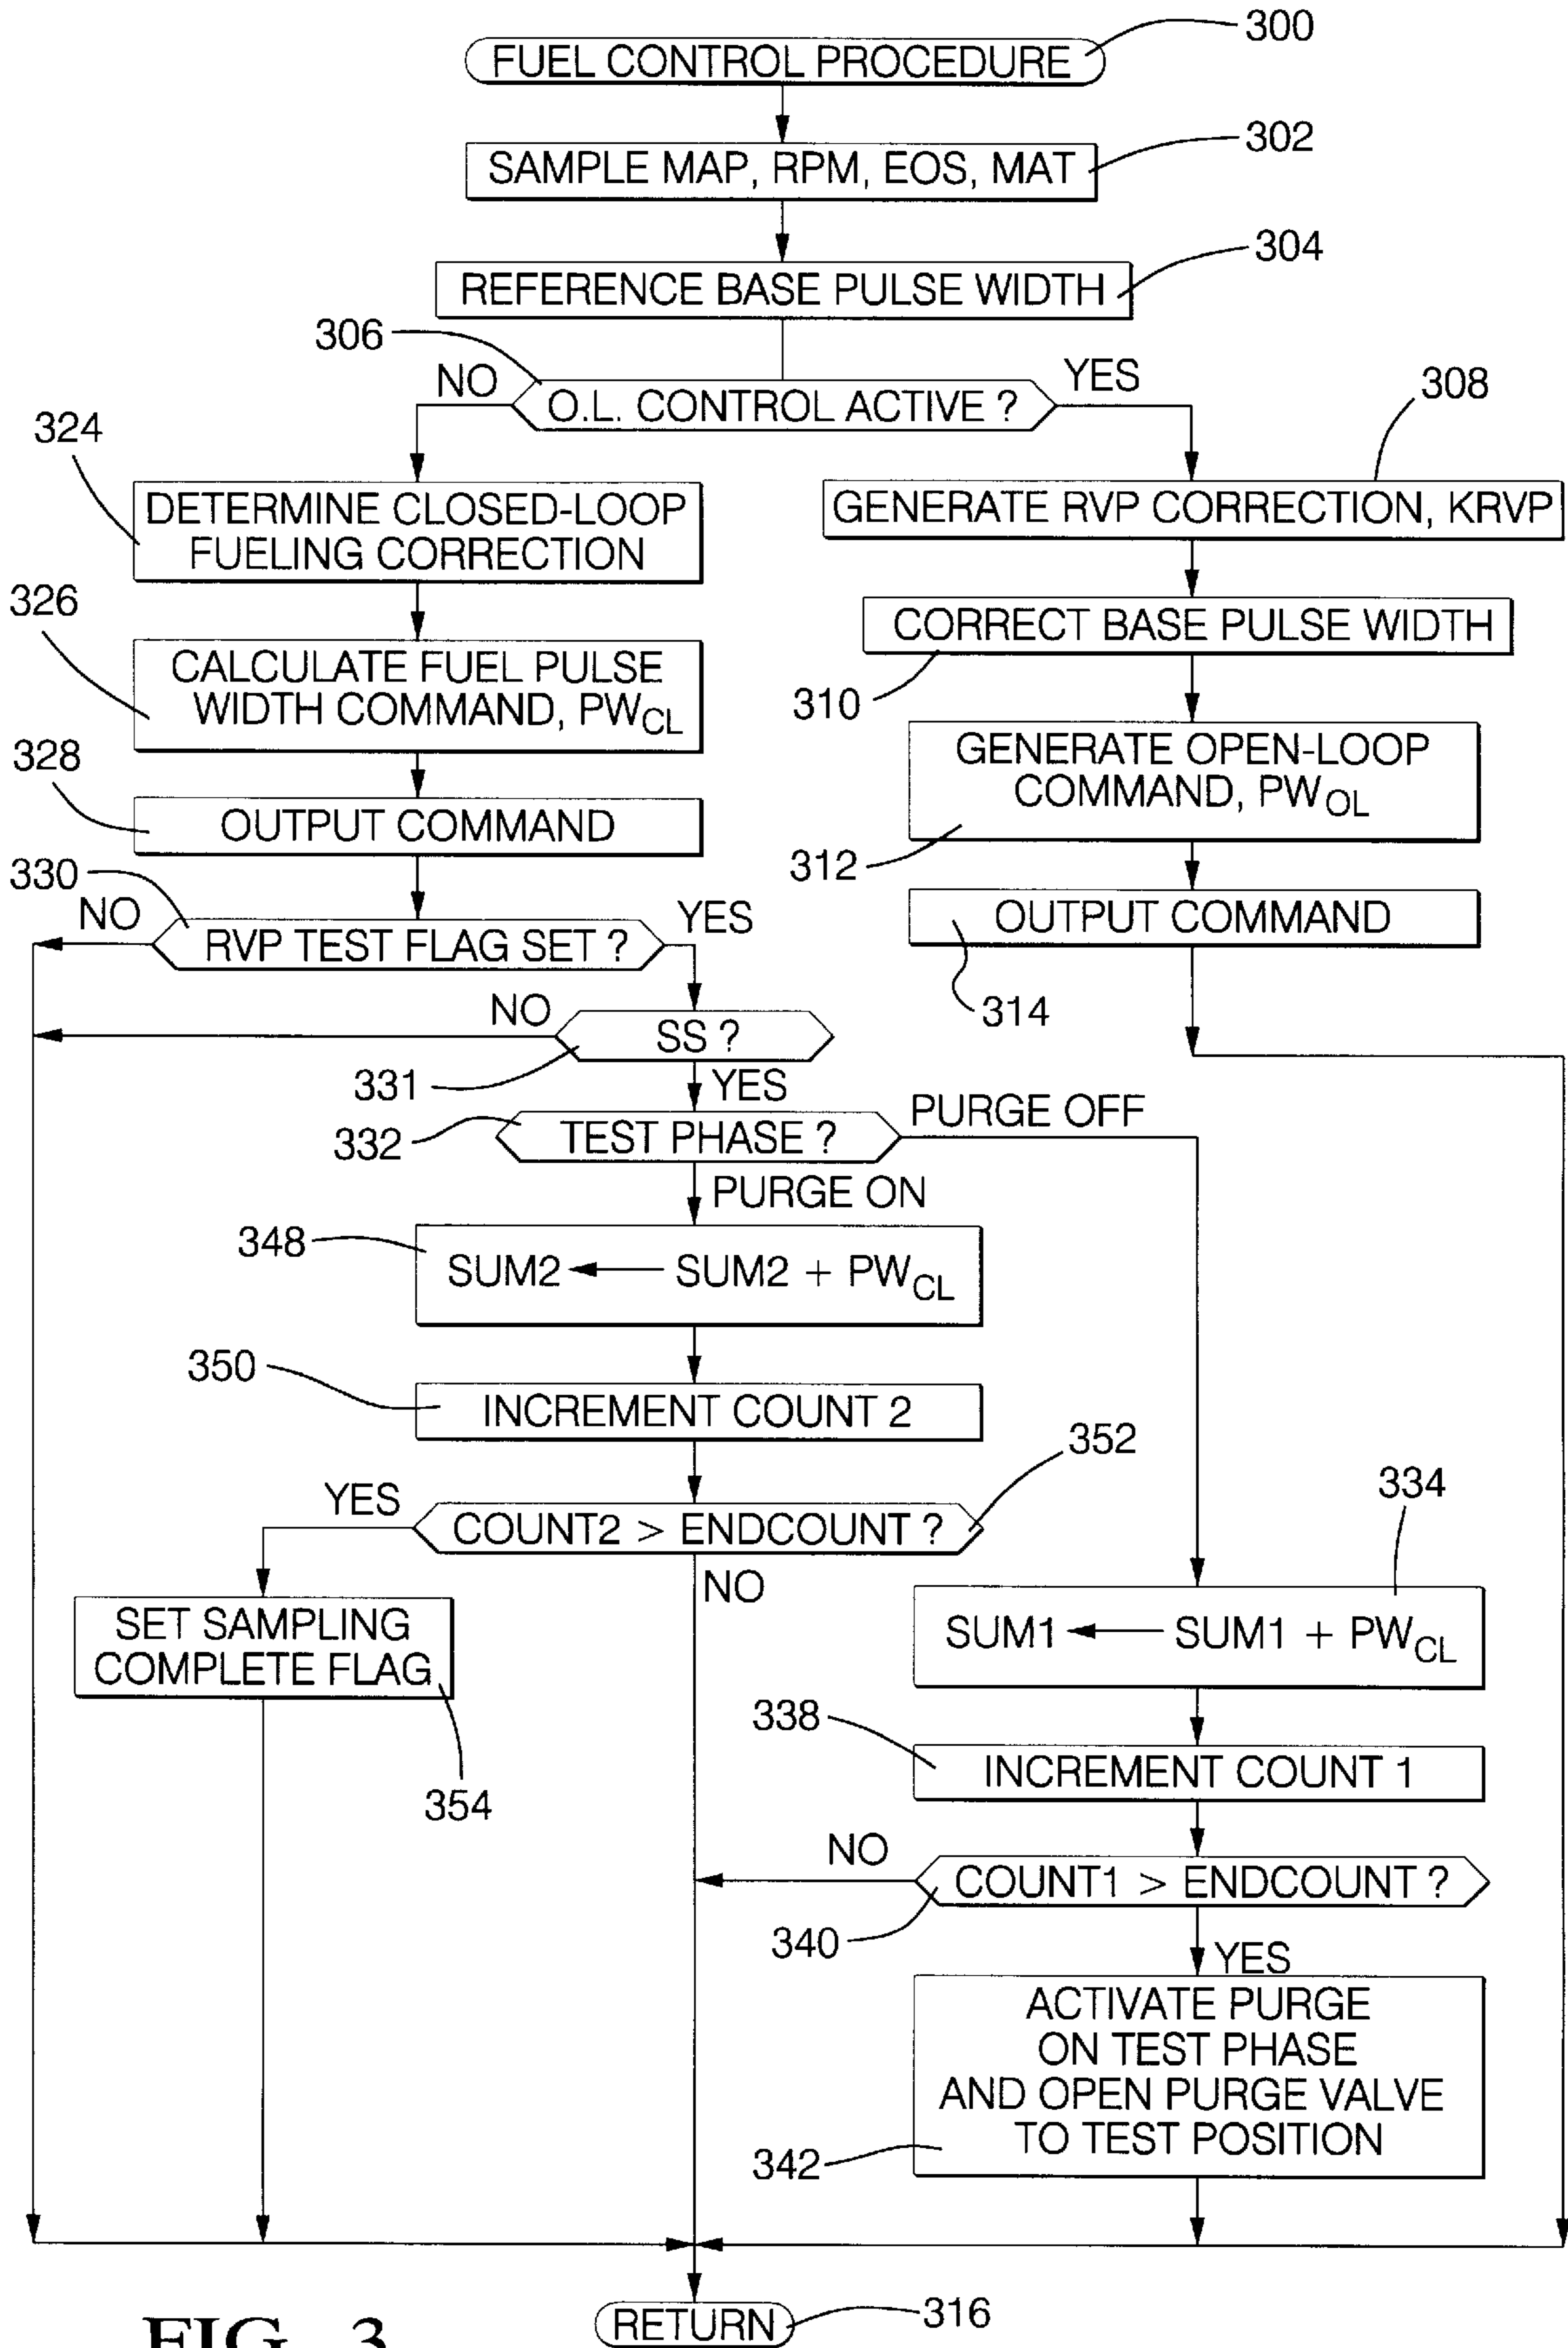 300
FUEL CONTROL PROCEDURE
302
SAMPLE MAP, RPM, EOS, MAT
304
REFERENCE BASE PULSE WIDTH
306
NO
O.L. CONTROL ACTIVE ?
YES
308
324
DETERMINE CLOSED-LOOP
FUELING CORRECTION
GENERATE RVP CORRECTION, KRVP
326
CALCULATE FUEL PULSE
WIDTH COMMAND, PWCL
CORRECT BASE PULSE WIDTH
310
328
OUTPUT COMMAND
GENERATE OPEN-LOOP
COMMAND, PWOL
312
330
NO
RVP TEST FLAG SET ?
YES
OUTPUT COMMAND
314
NO
SS ?
331
YES
332
TEST PHASE ?
PURGE OFF
PURGE ON
348
SUM2 ← SUM2 + PWCL
350
INCREMENT COUNT 2
352
YES
COUNT2 > ENDCOUNT ?
NO
334
SET SAMPLING
COMPLETE FLAG
354
SUM1 ← SUM1 + PWCL
338
INCREMENT COUNT 1
NO
COUNT1 > ENDCOUNT ?
340
YES
ACTIVATE PURGE
ON TEST PHASE
AND OPEN PURGE VALVE
TO TEST POSITION
342
RETURN
316
FIG. 3